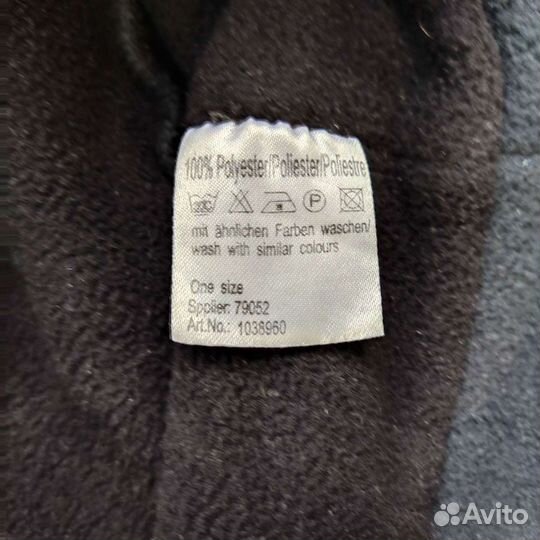 100% Polyester/Poliester/Poliestre
P
mit ähnlichen Farben waschen/
wash with similar colours
One size
Spplier: 79052
Art.No.: 1038960
Avito